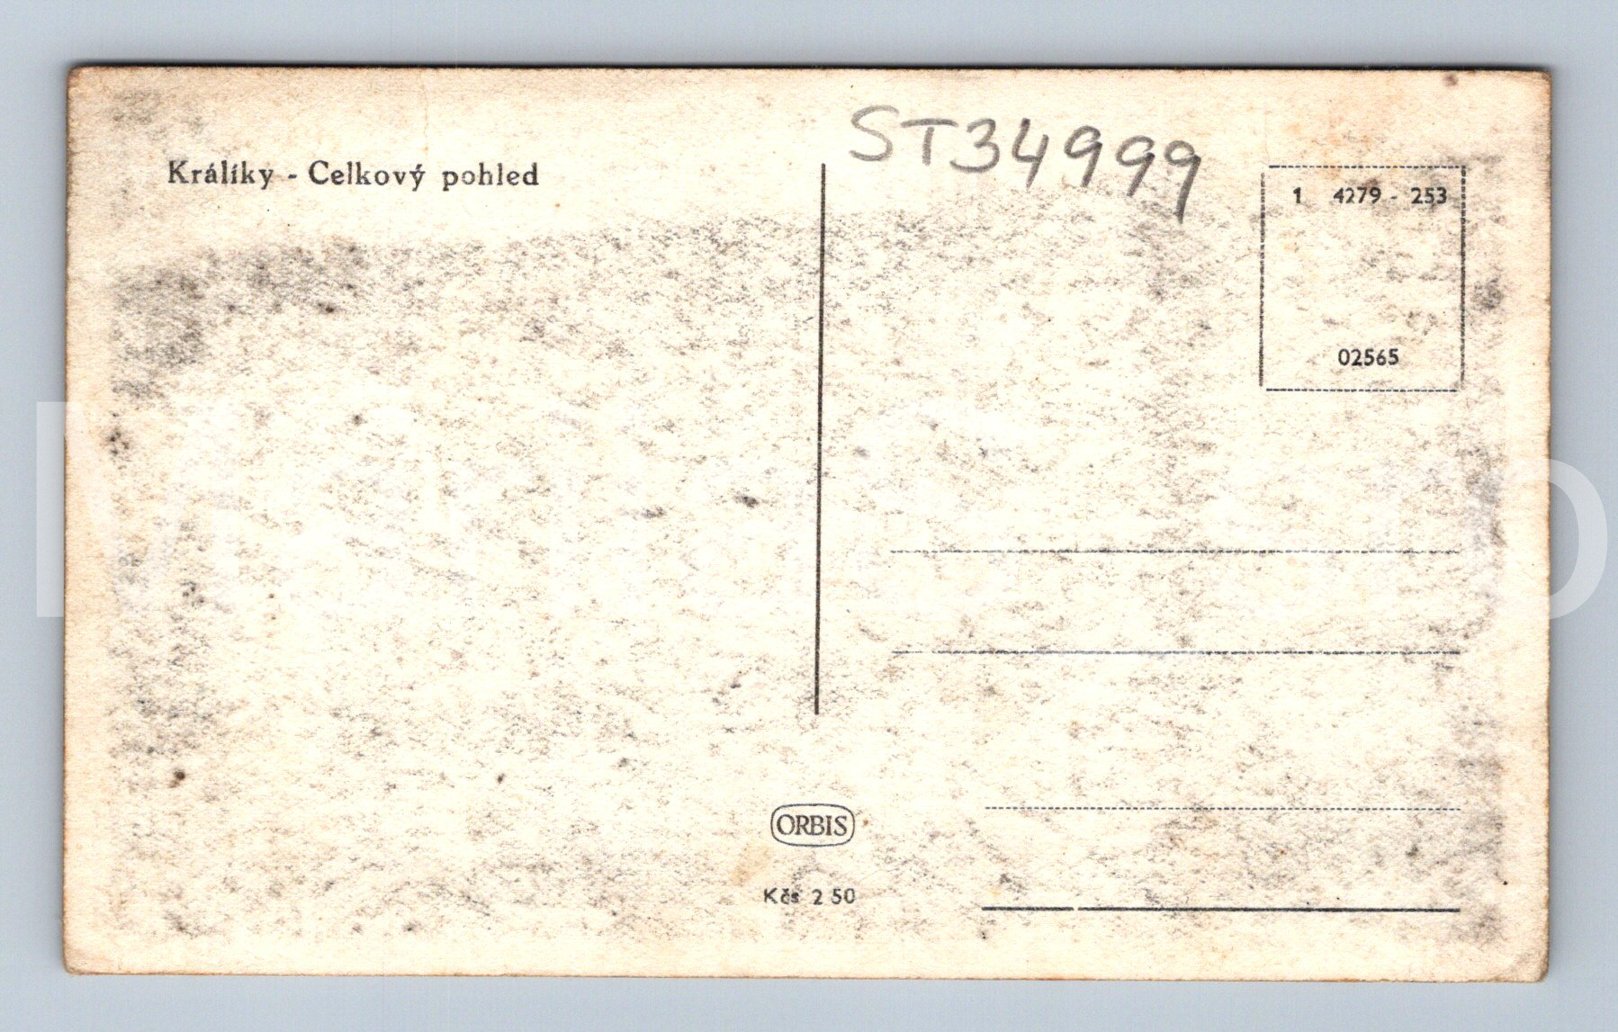 Králíky - Celkový pohled
ST34999
1 4279 - 253
02565
ORBIS
Kčs 2 50